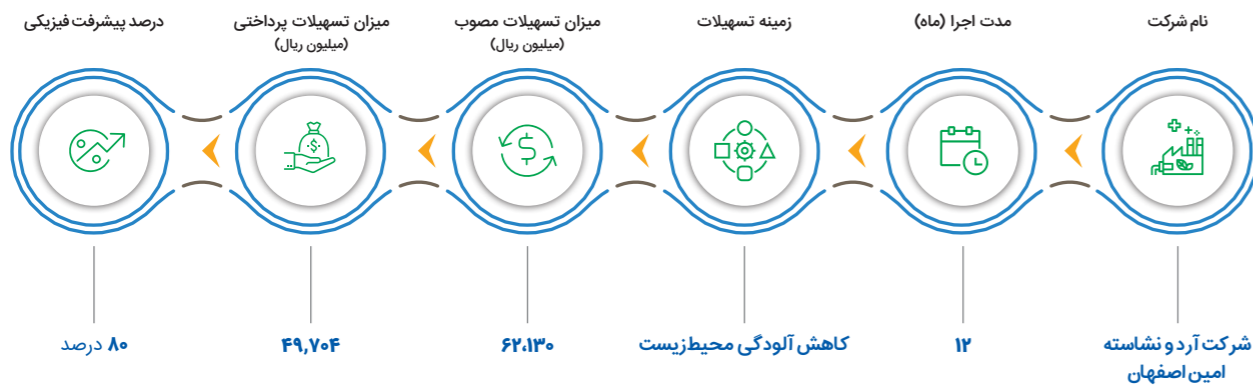 نام شرکت
مدت اجرا (ماه)
زمینه تسهیلات
میزان تسهیلات مصوب
(میلیون ریال)
میزان تسهیلات پرداختی
(میلیون ریال)
درصد پیشرفت فیزیکی
شرکت آرد و نشاسته
امین اصفهان
۱۲
کاهش آلودگی محیط‌زیست
۶۲،۱۳۰
۴۹,۷۰۴
۸۰ درصد